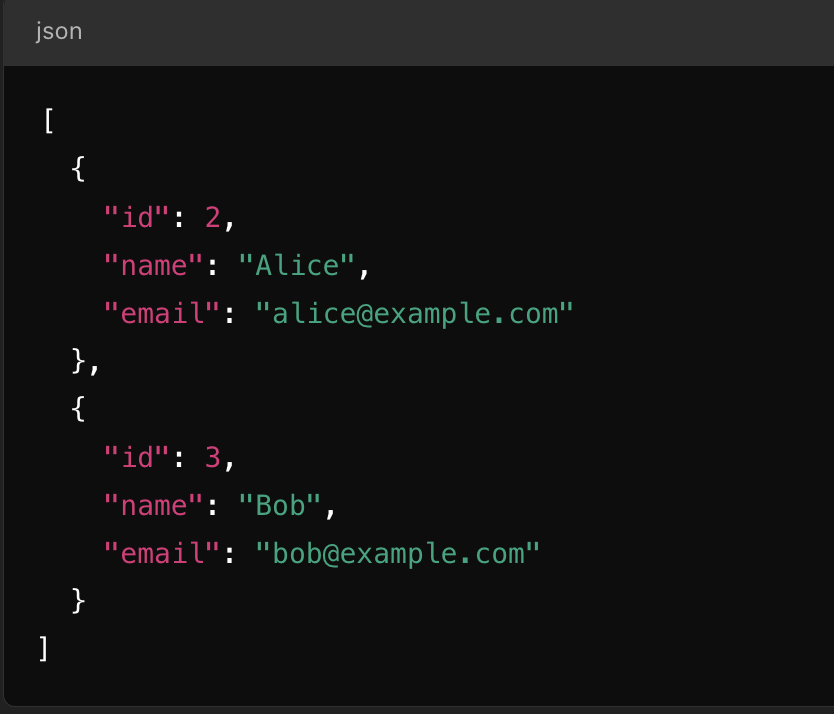 json
[
  {
    "id": 2,
    "name": "Alice",
    "email": "alice@example.com"
  },
  {
    "id": 3,
    "name": "Bob",
    "email": "bob@example.com"
  }
]